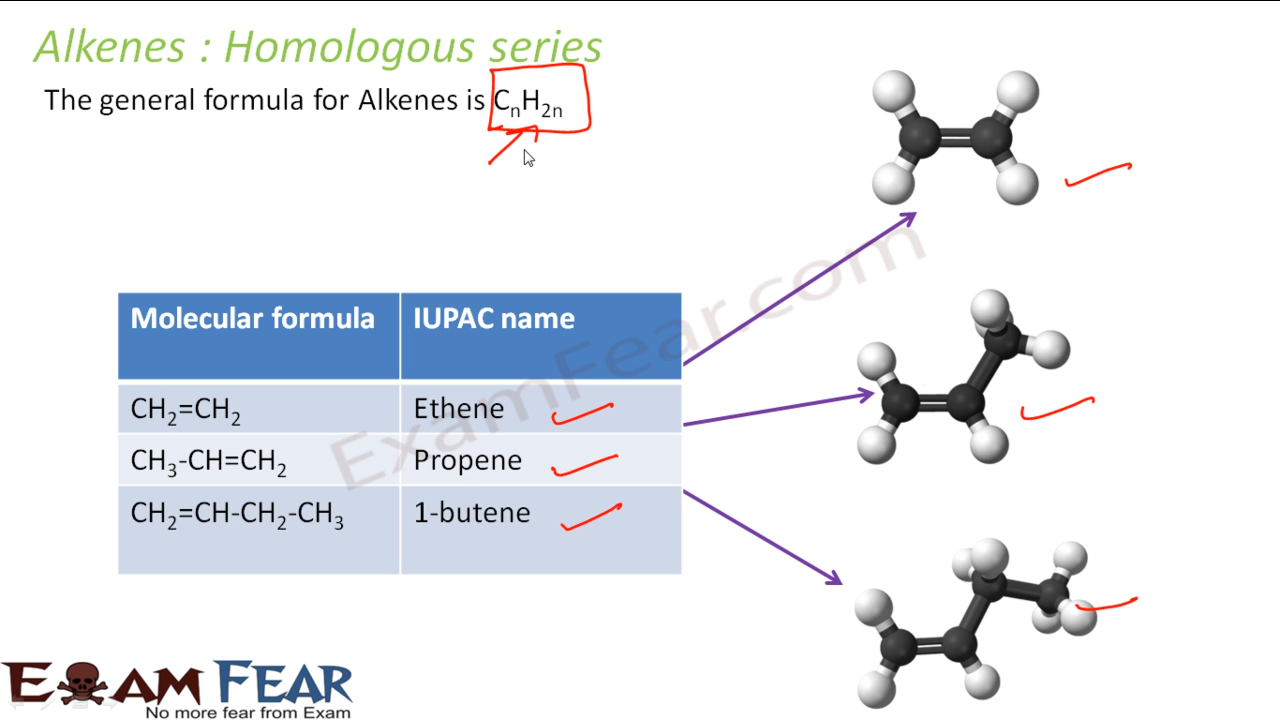 Alkenes : Homologous series
The general formula for Alkenes is CₙH₂ₙ
Molecular formula IUPAC name
CH₂=CH₂ Ethene
CH₃-CH=CH₂ Propene
CH₂=CH-CH₂-CH₃ 1-butene
ExamFear.com
EXAM FEAR
No more fear from Exam